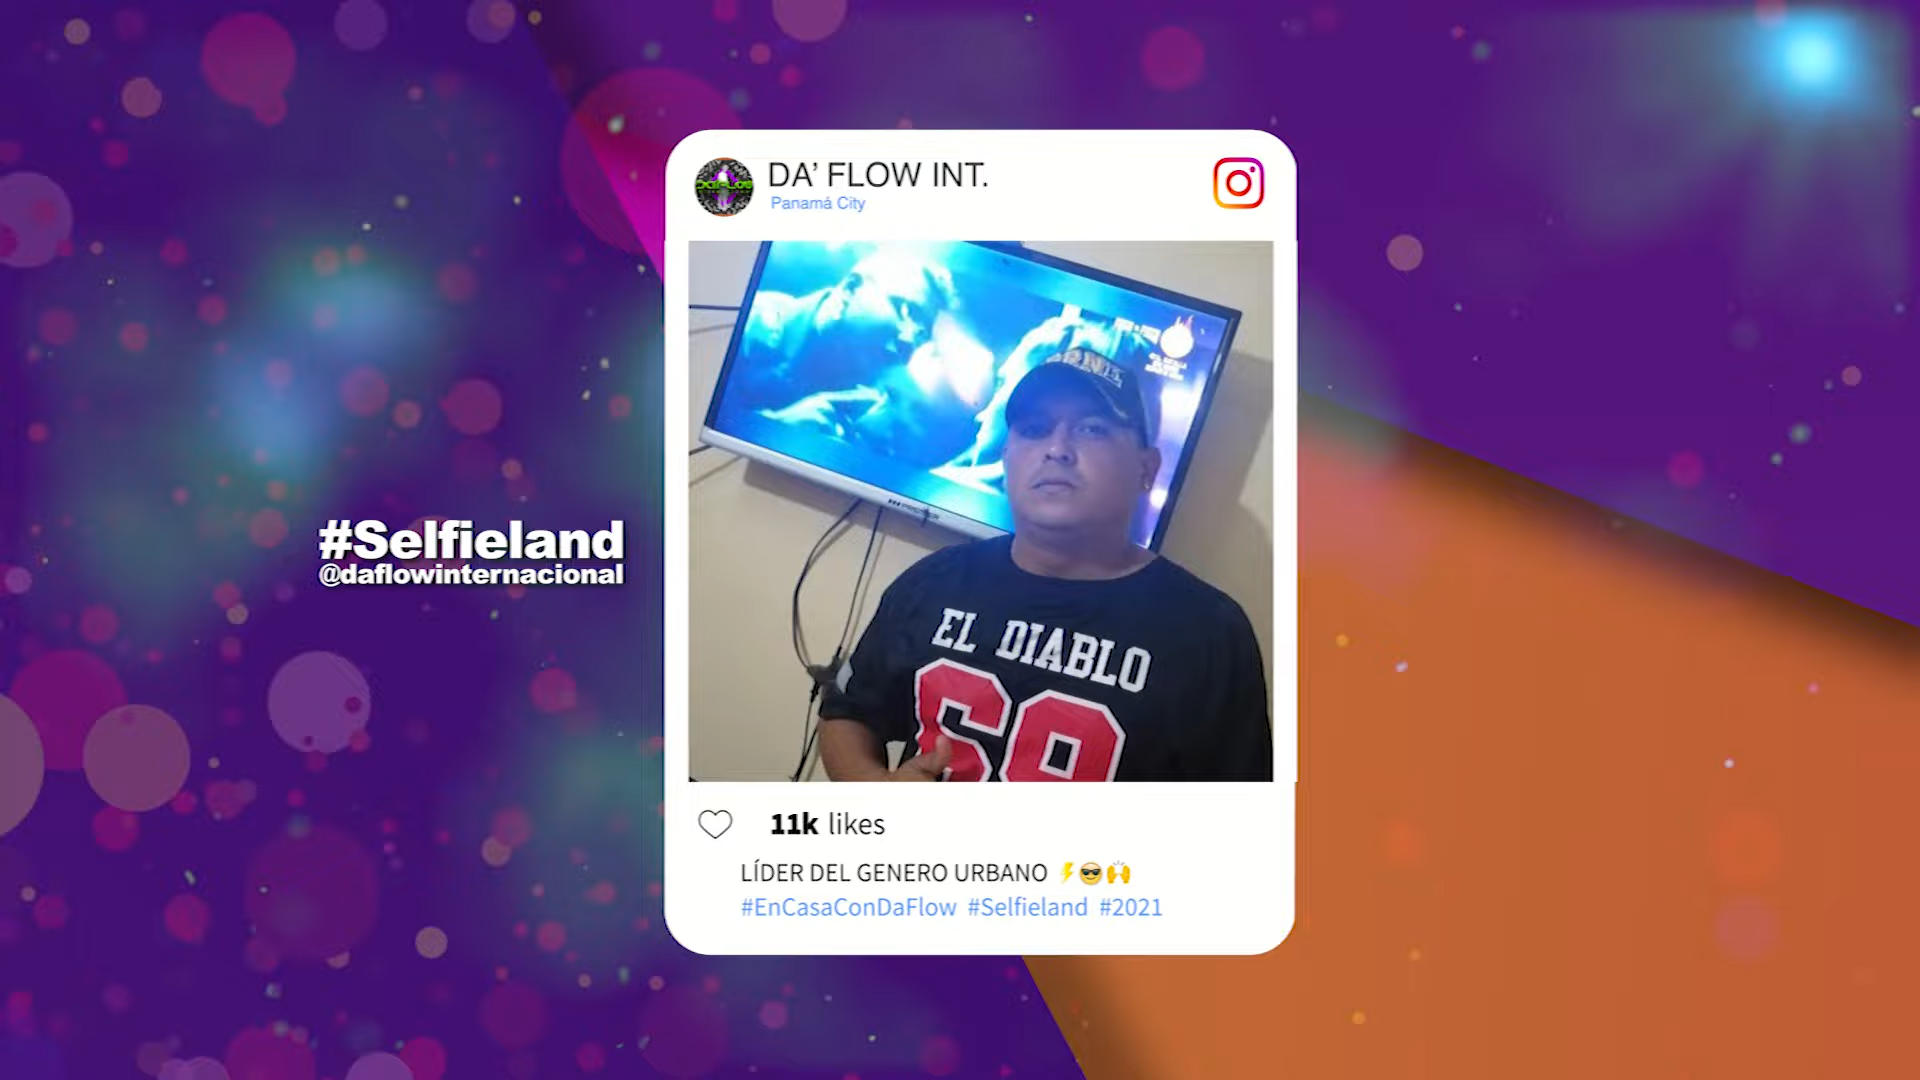 DA' FLOW INT.
Panamá City
#Selfieland
@daflowinternacional
EL DIABLO
69
11k likes
LÍDER DEL GENERO URBANO ⚡😎🙌
#EnCasaConDaFlow #Selfieland #2021